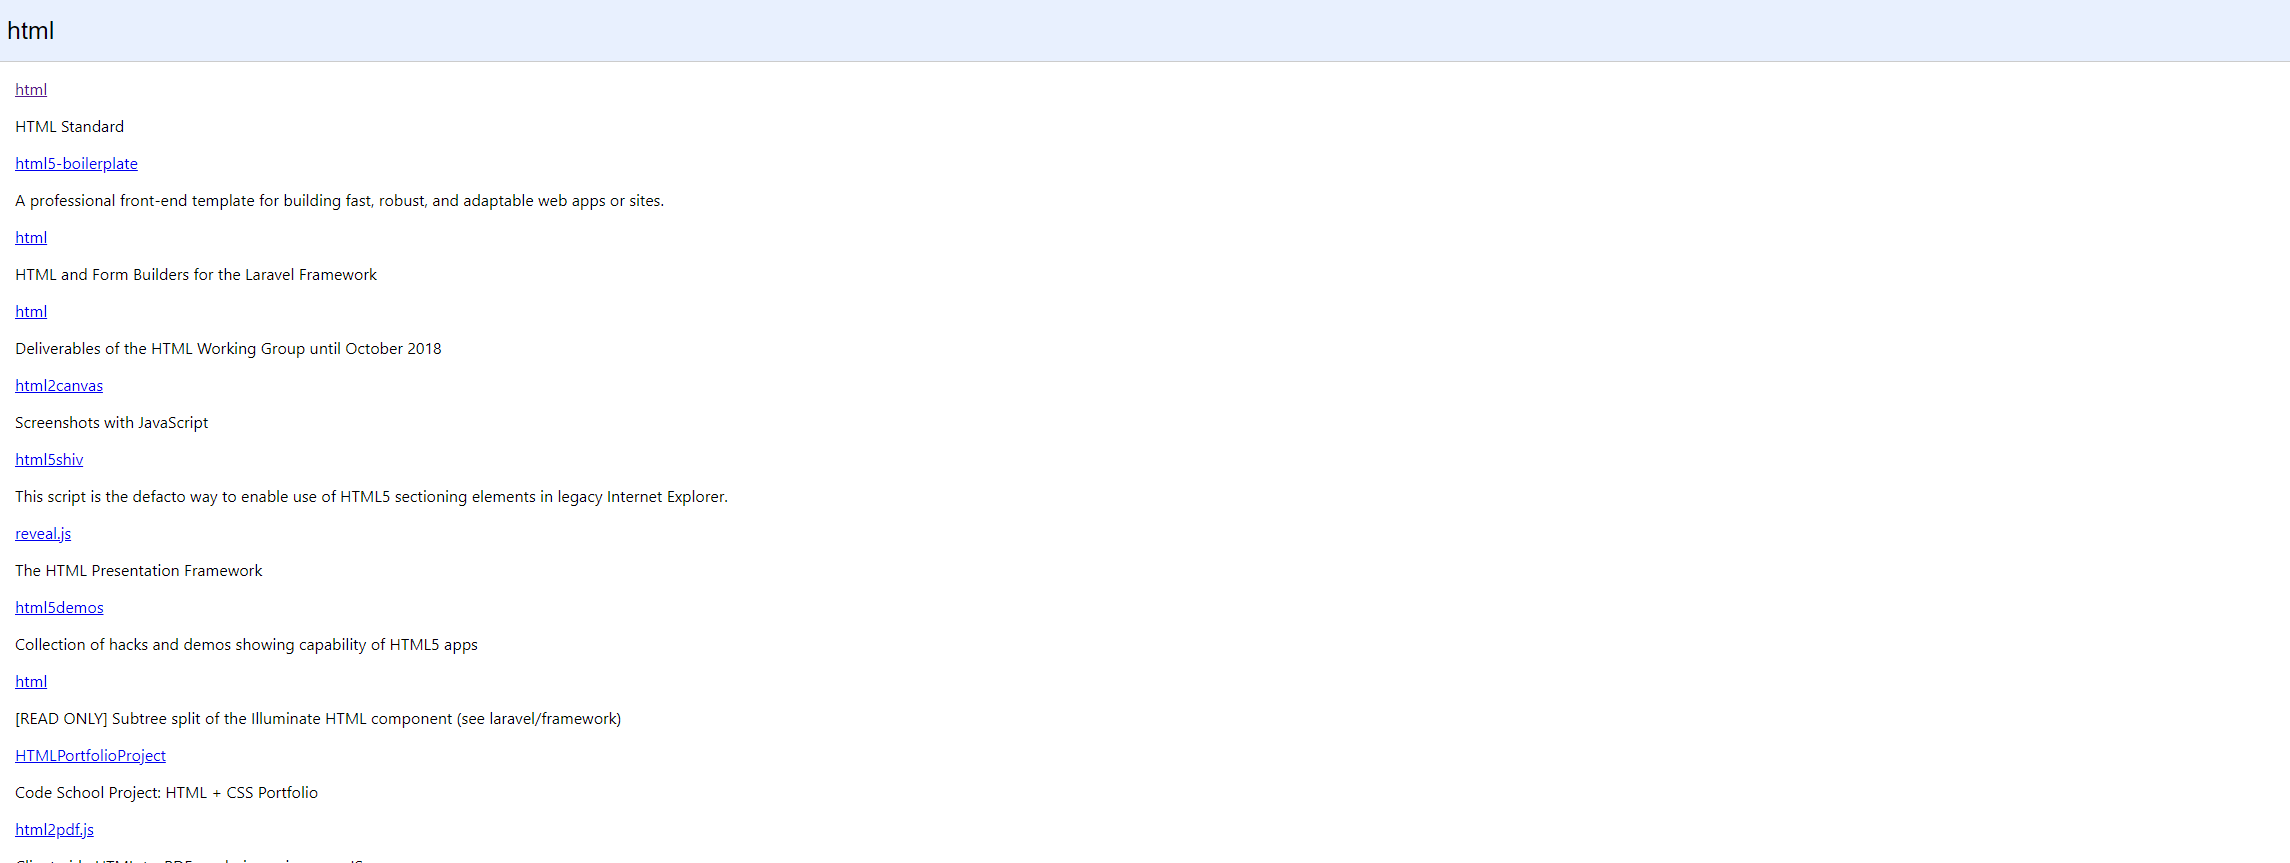 html
html
HTML Standard
html5-boilerplate
A professional front-end template for building fast, robust, and adaptable web apps or sites.
html
HTML and Form Builders for the Laravel Framework
html
Deliverables of the HTML Working Group until October 2018
html2canvas
Screenshots with JavaScript
html5shiv
This script is the defacto way to enable use of HTML5 sectioning elements in legacy Internet Explorer.
reveal.js
The HTML Presentation Framework
html5demos
Collection of hacks and demos showing capability of HTML5 apps
html
[READ ONLY] Subtree split of the Illuminate HTML component (see laravel/framework)
HTMLPortfolioProject
Code School Project: HTML + CSS Portfolio
html2pdf.js